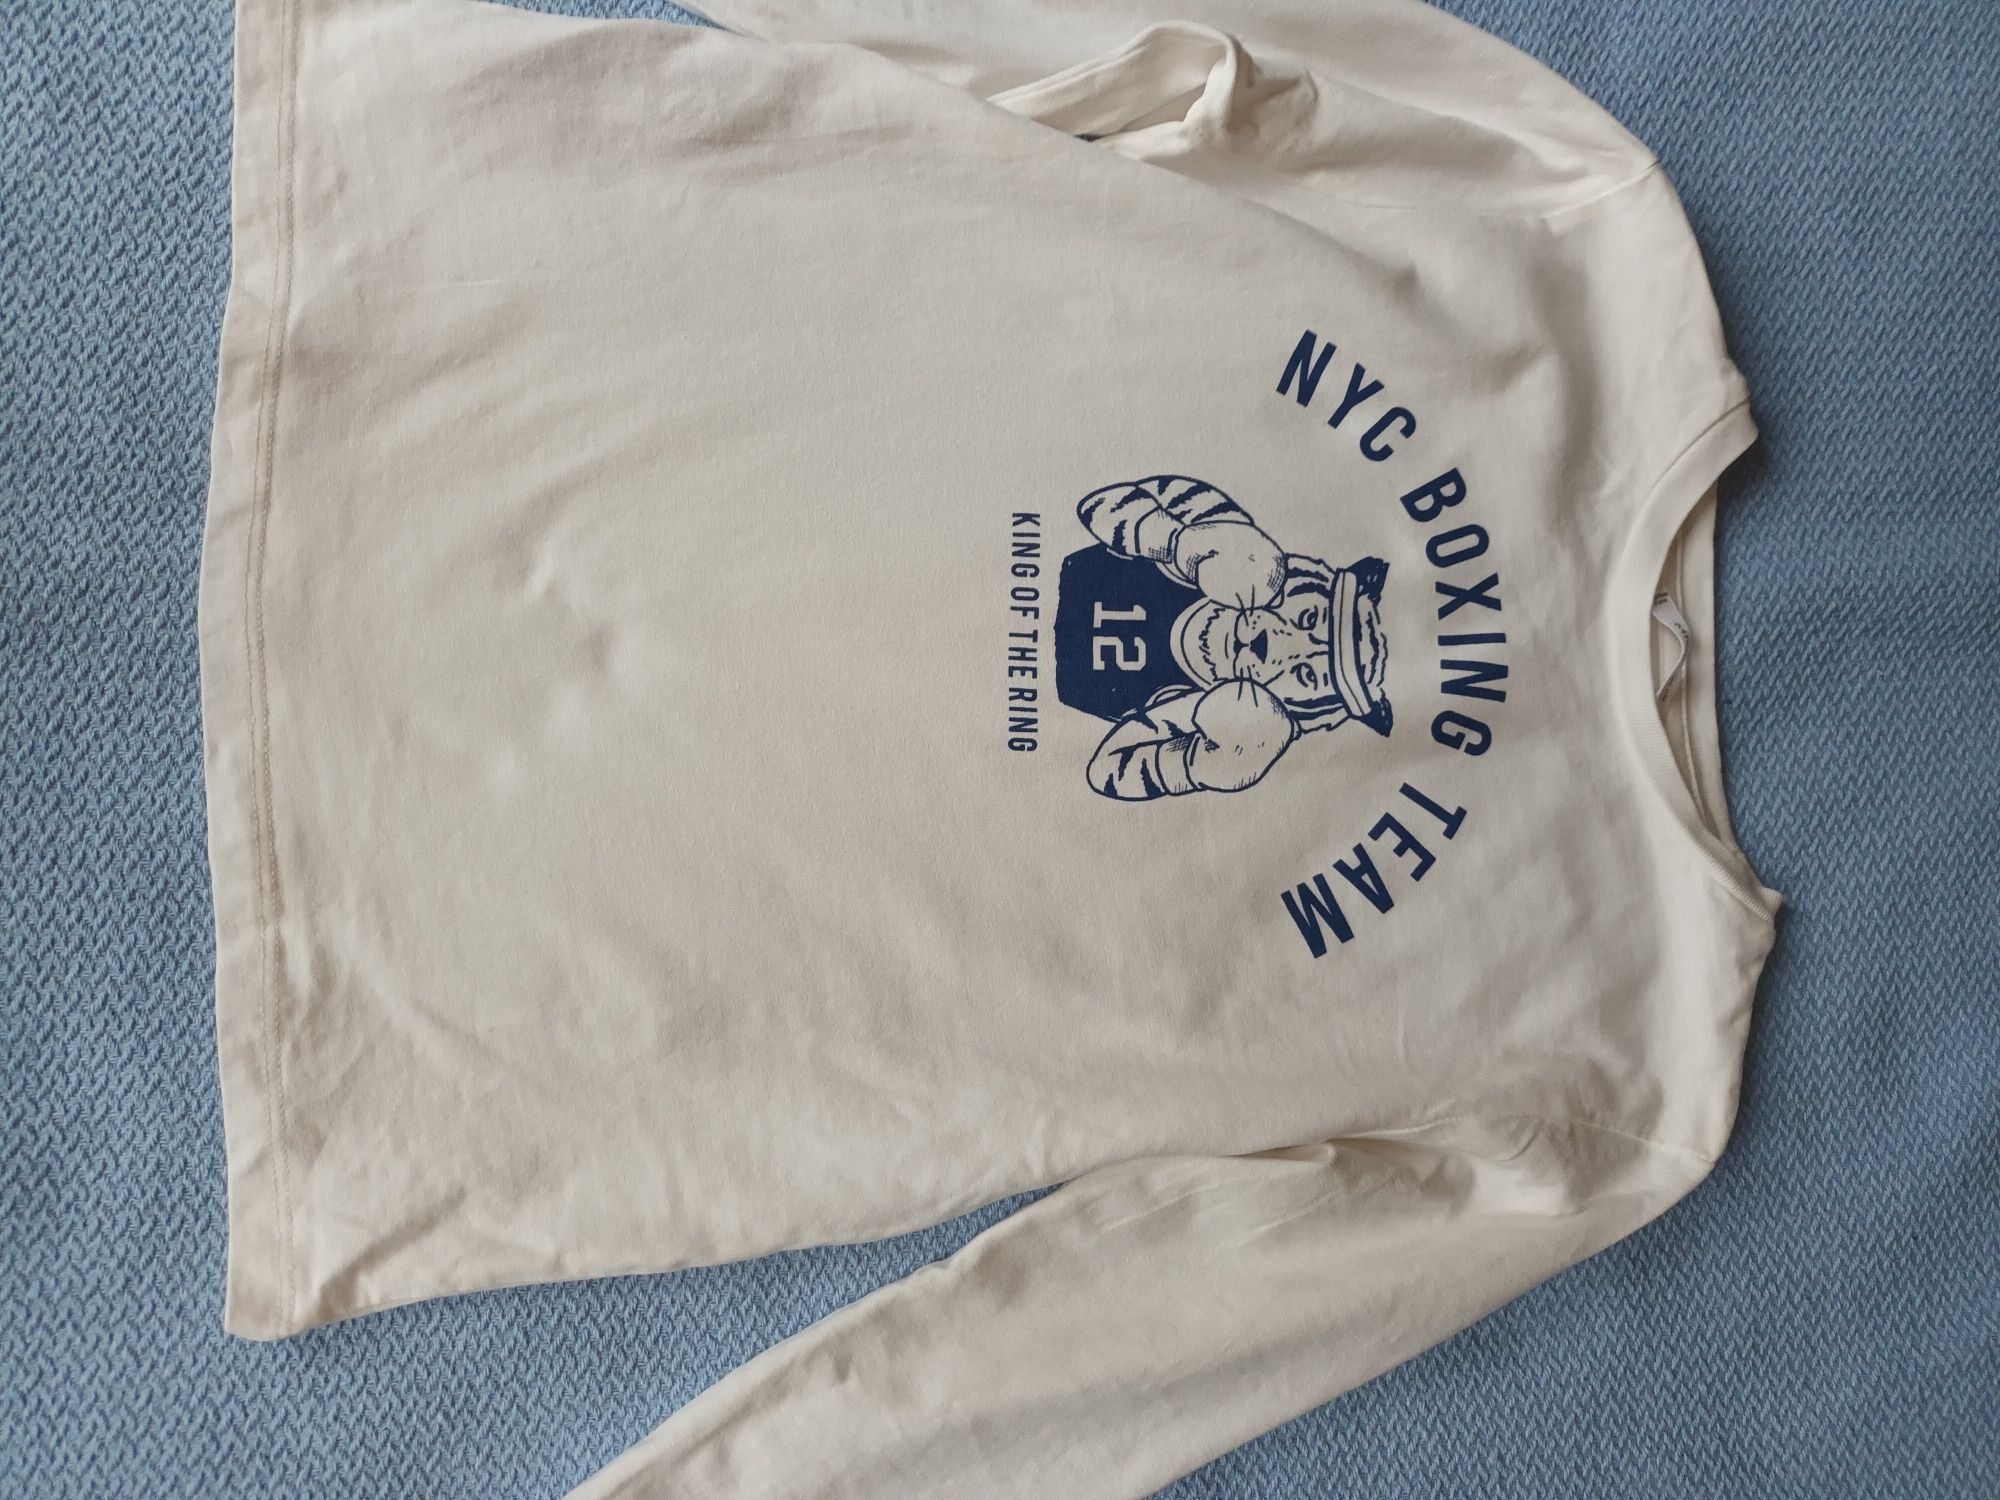 NYC BOXING TEAM
12
KING OF THE RING